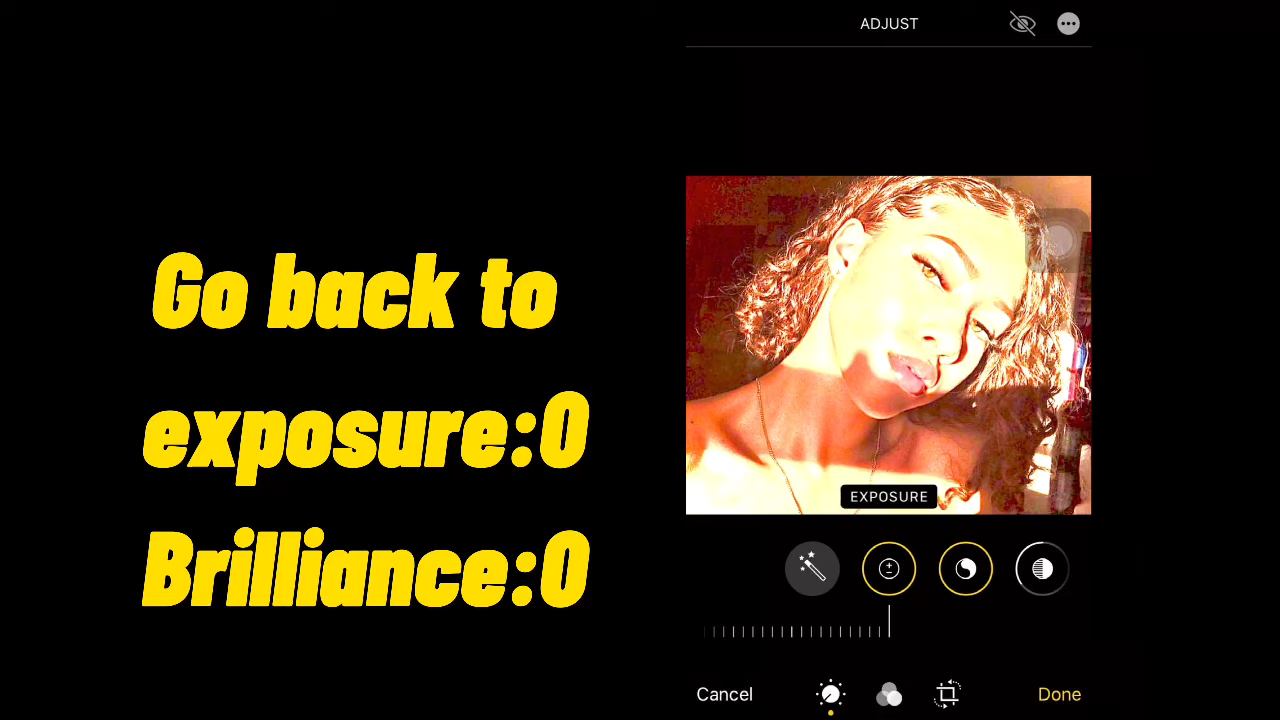 Go back to
exposure:0
Brilliance:0
ADJUST
EXPOSURE
Cancel
Done